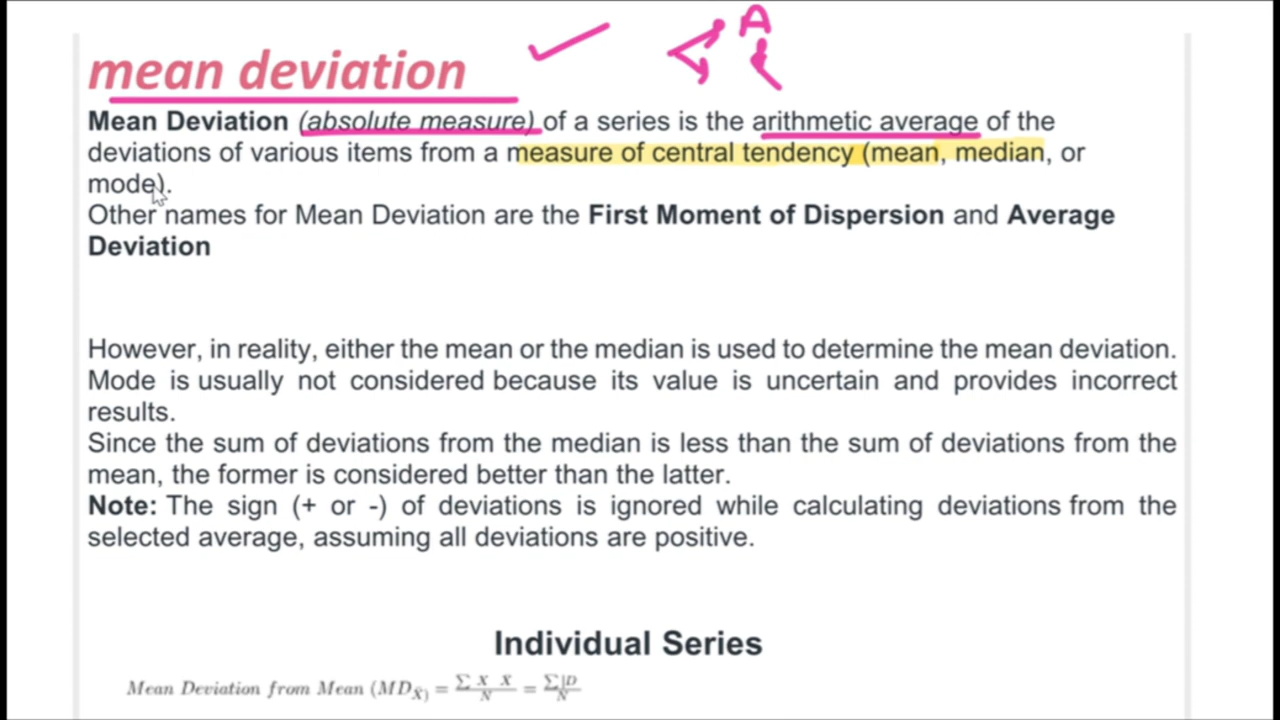 A
mean deviation
Mean Deviation (absolute measure) of a series is the arithmetic average of the
deviations of various items from a measure of central tendency (mean, median, or
mode).
Other names for Mean Deviation are the First Moment of Dispersion and Average
Deviation
However, in reality, either the mean or the median is used to determine the mean deviation.
Mode is usually not considered because its value is uncertain and provides incorrect
results.
Since the sum of deviations from the median is less than the sum of deviations from the
mean, the former is considered better than the latter.
Note: The sign (+ or -) of deviations is ignored while calculating deviations from the
selected average, assuming all deviations are positive.
Individual Series
Mean Deviation from Mean (MD_X̄) = ∑ X X̄ / N = ∑|D / N